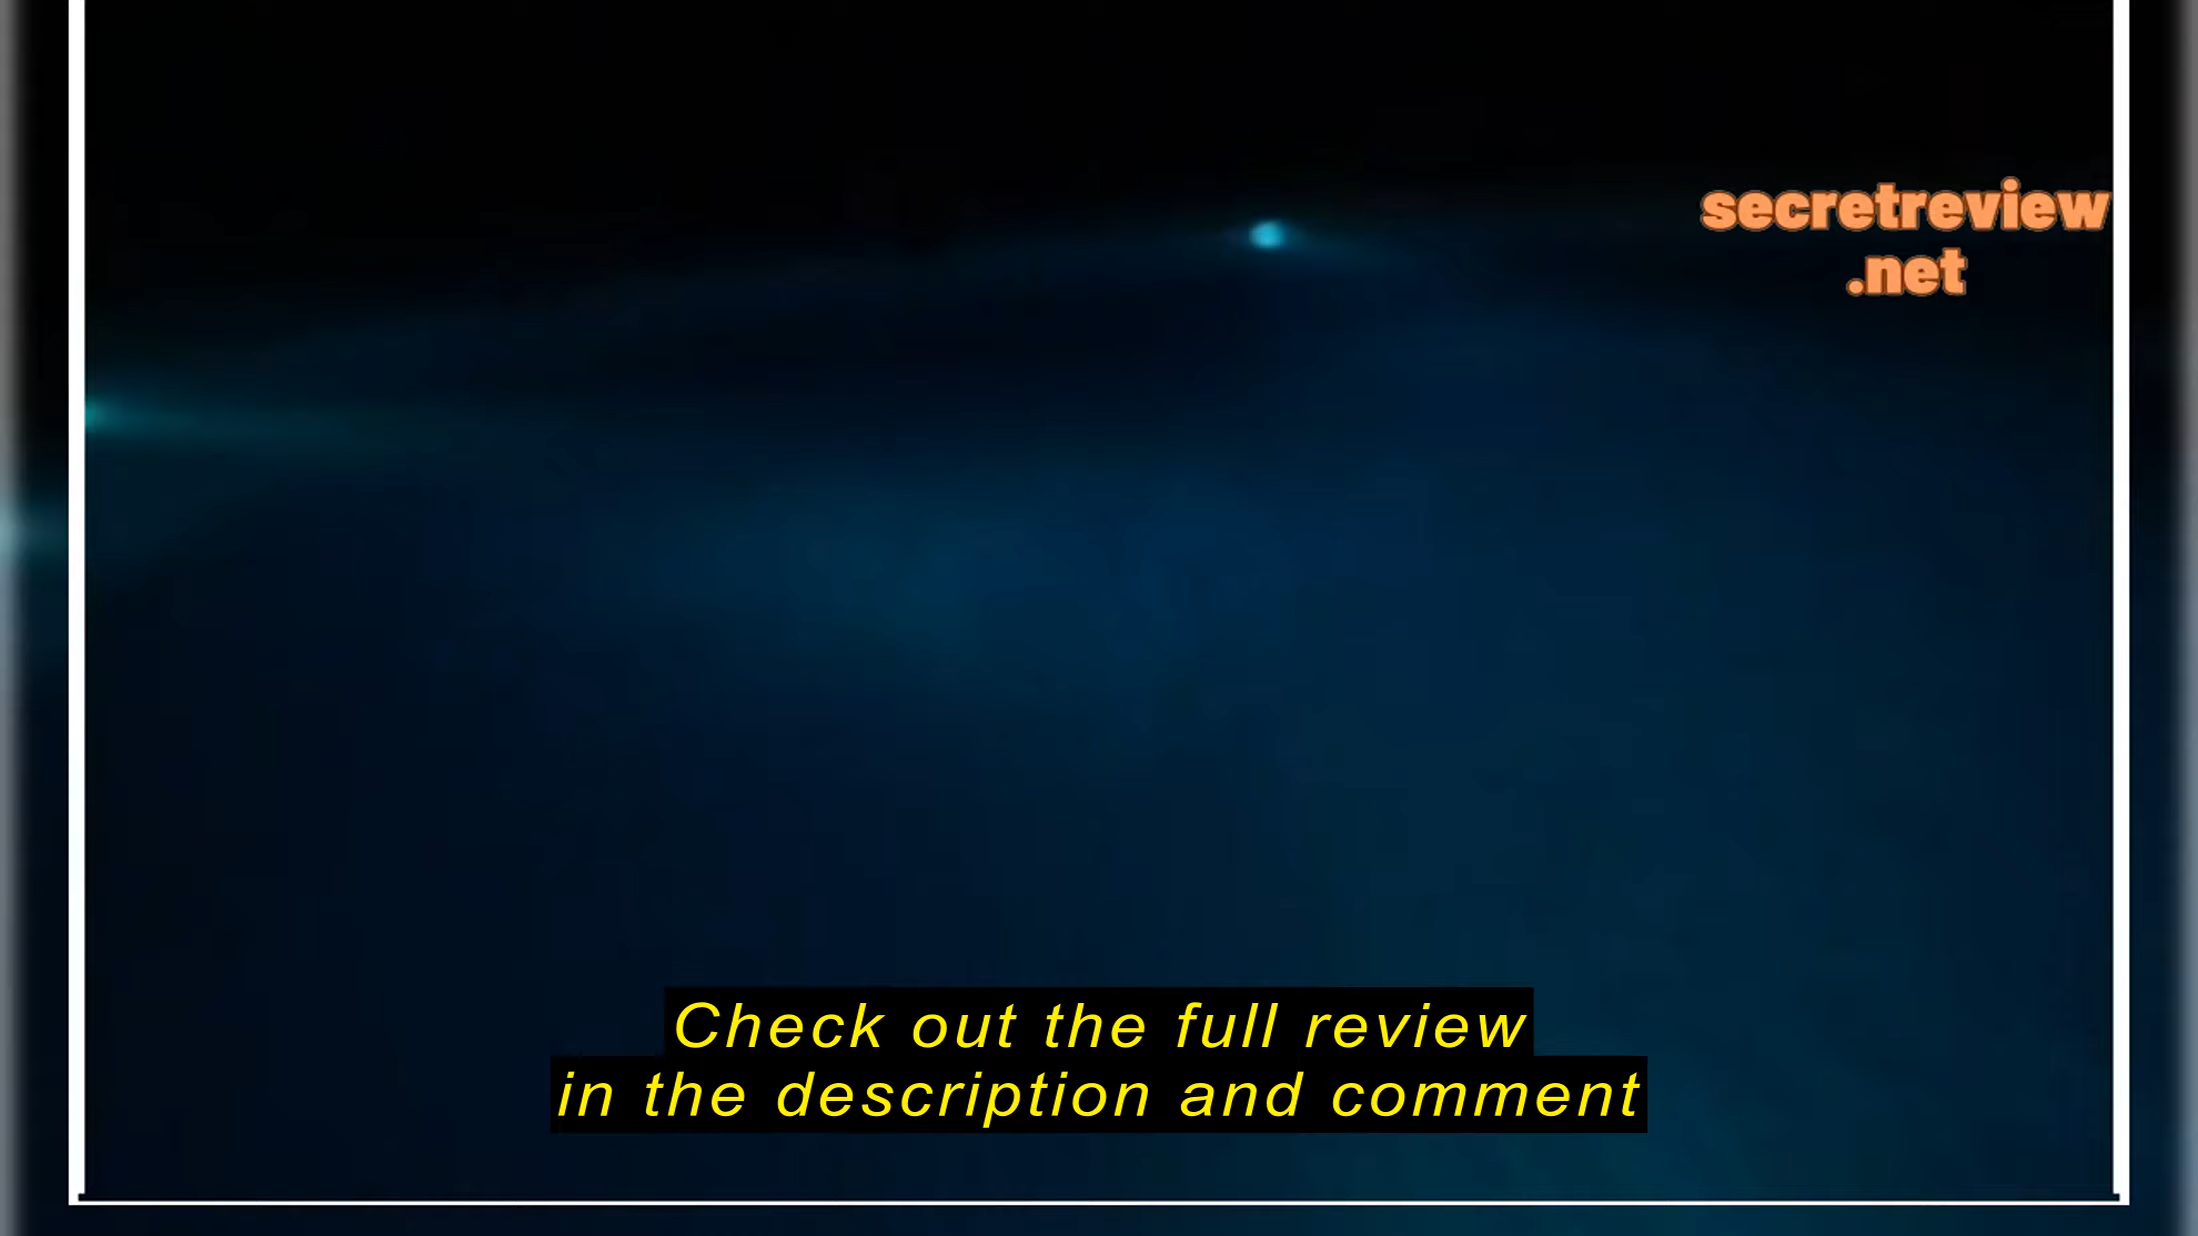 secretreview
.net
Check out the full review
in the description and comment